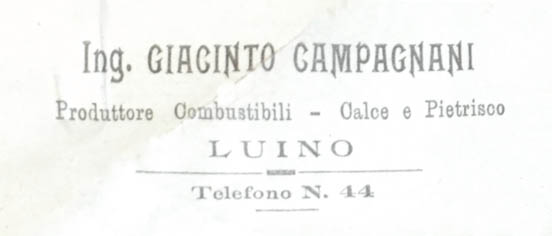 Ing. GIACINTO CAMPAGNANI
Produttore Combustibili - Calce e Pietrisco
LUINO
Telefono N. 44